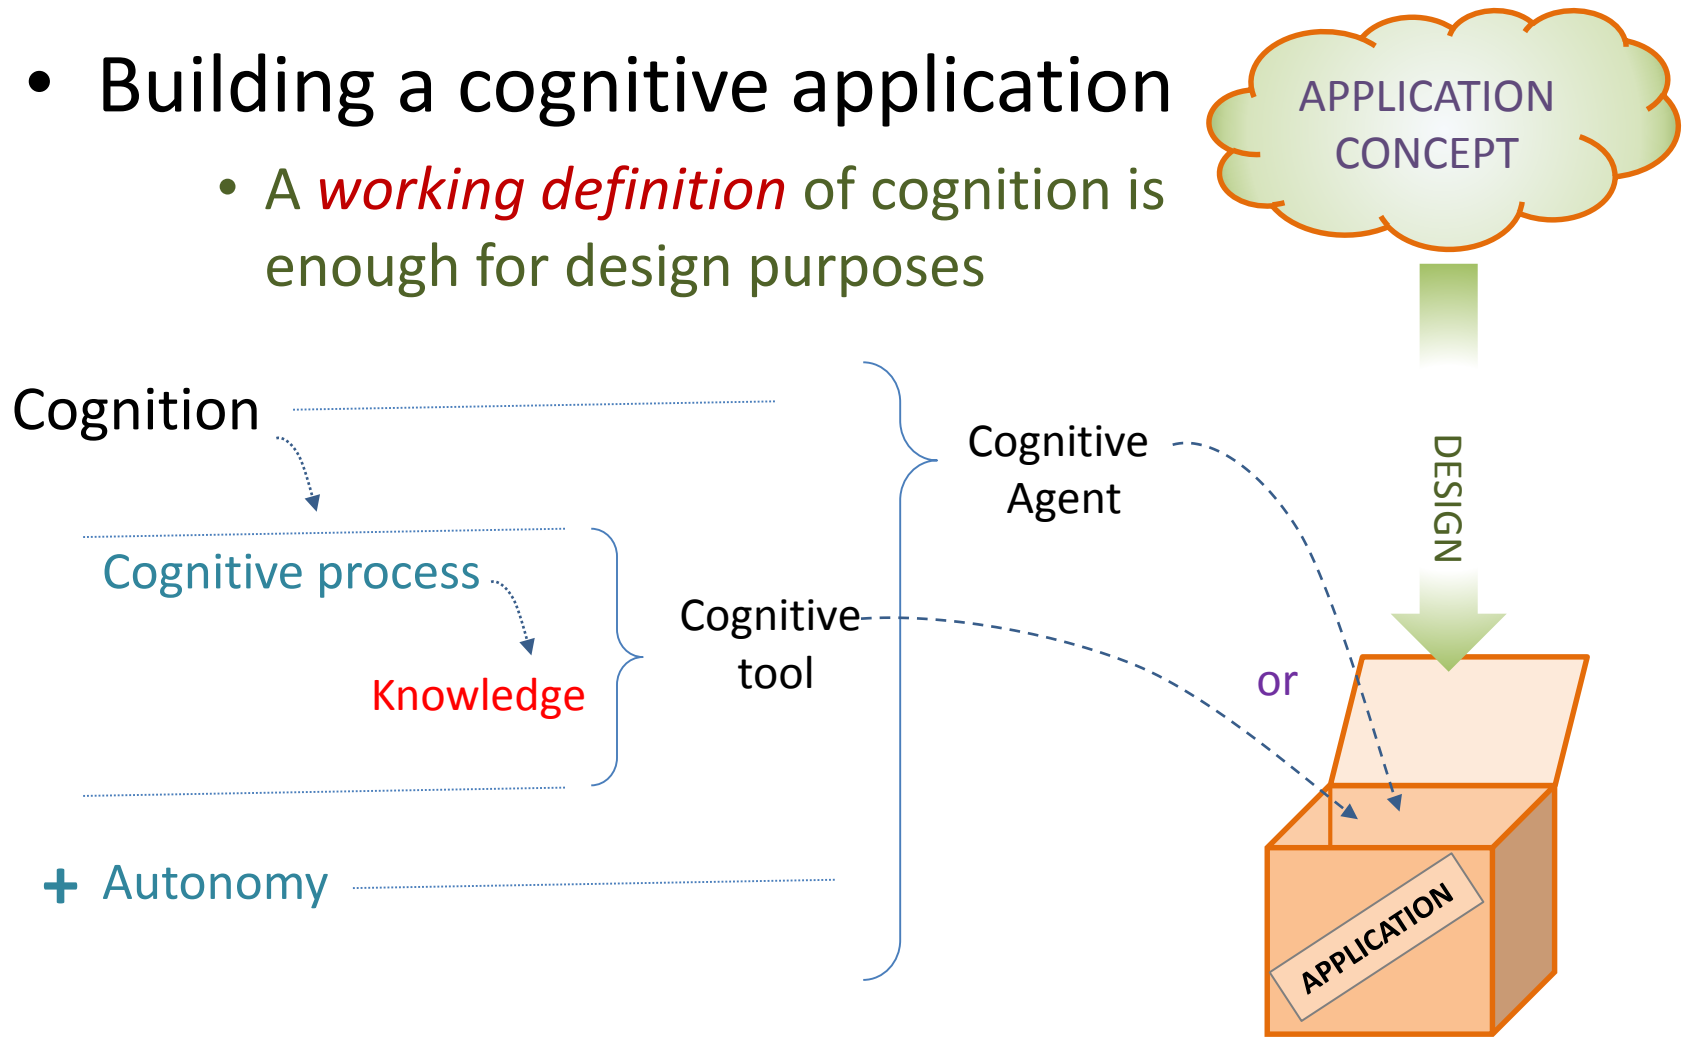 • Building a cognitive application
• A working definition of cognition is
enough for design purposes
APPLICATION
CONCEPT
DESIGN
Cognition
Cognitive process
Knowledge
+ Autonomy
Cognitive
tool
Cognitive
Agent
or
APPLICATION